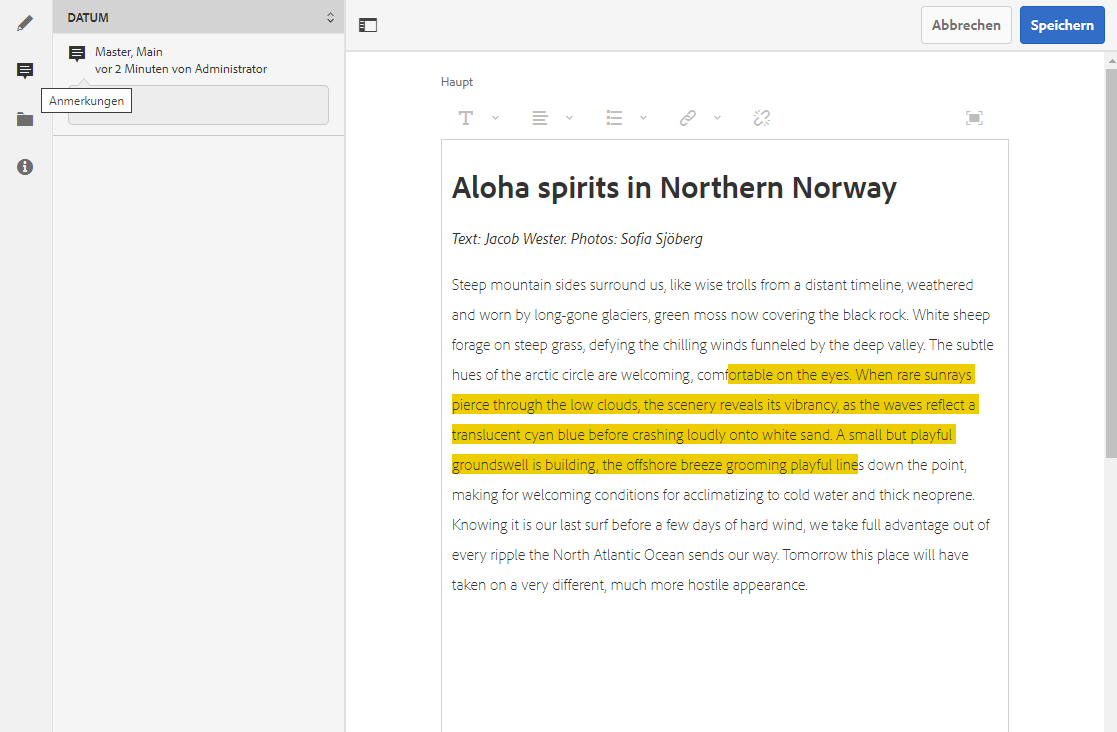 DATUM
Master, Main
vor 2 Minuten von Administrator
Anmerkungen
Abbrechen
Speichern
Haupt
Aloha spirits in Northern Norway
Text: Jacob Wester. Photos: Sofia Sjöberg
Steep mountain sides surround us, like wise trolls from a distant timeline, weathered
and worn by long-gone glaciers, green moss now covering the black rock. White sheep
forage on steep grass, defying the chilling winds funneled by the deep valley. The subtle
hues of the arctic circle are welcoming, comfortable on the eyes. When rare sunrays
pierce through the low clouds, the scenery reveals its vibrancy, as the waves reflect a
translucent cyan blue before crashing loudly onto white sand. A small but playful
groundswell is building, the offshore breeze grooming playful lines down the point,
making for welcoming conditions for acclimatizing to cold water and thick neoprene.
Knowing it is our last surf before a few days of hard wind, we take full advantage out of
every ripple the North Atlantic Ocean sends our way. Tomorrow this place will have
taken on a very different, much more hostile appearance.